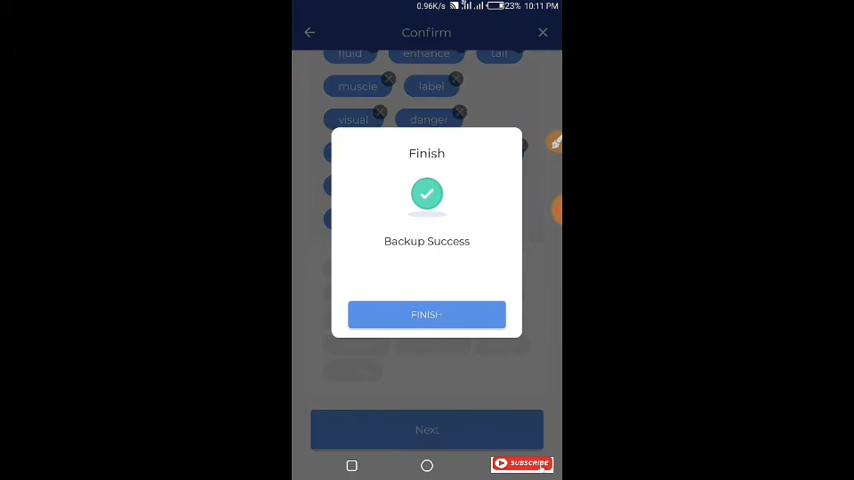 0.96K/s 23% 10:11 PM
Confirm
fluid enhance tail
muscle label
visual danger
Finish
Backup Success
FINISH
Next
SUBSCRIBE